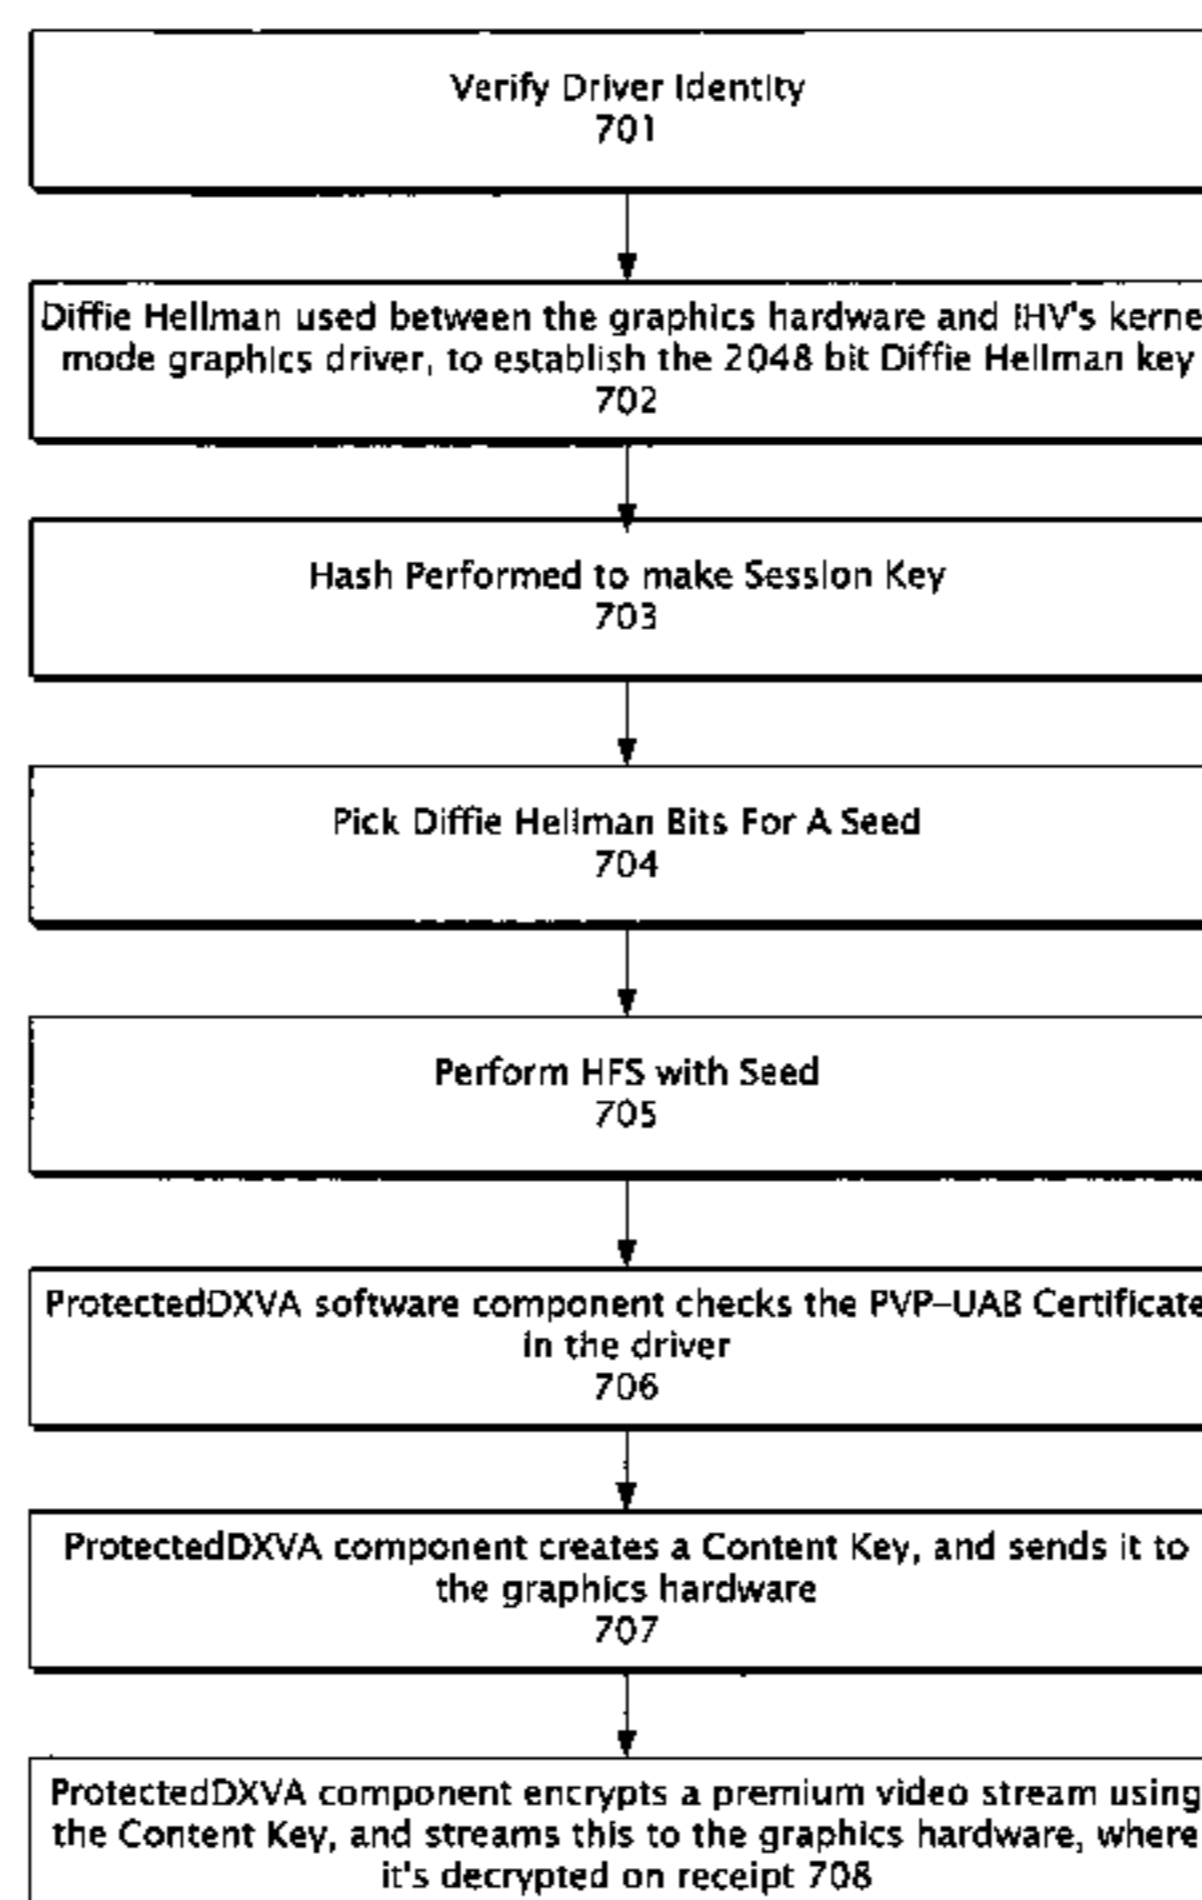 Verify Driver Identity
701
Diffie Hellman used between the graphics hardware and IHV's kerne
mode graphics driver, to establish the 2048 bit Diffie Hellman key
702
Hash Performed to make Session Key
703
Pick Diffie Hellman Bits For A Seed
704
Perform HFS with Seed
705
ProtectedDXVA software component checks the PVP-UAB Certificate
in the driver
706
ProtectedDXVA component creates a Content Key, and sends it to
the graphics hardware
707
ProtectedDXVA component encrypts a premium video stream using
the Content Key, and streams this to the graphics hardware, where
it's decrypted on receipt 708